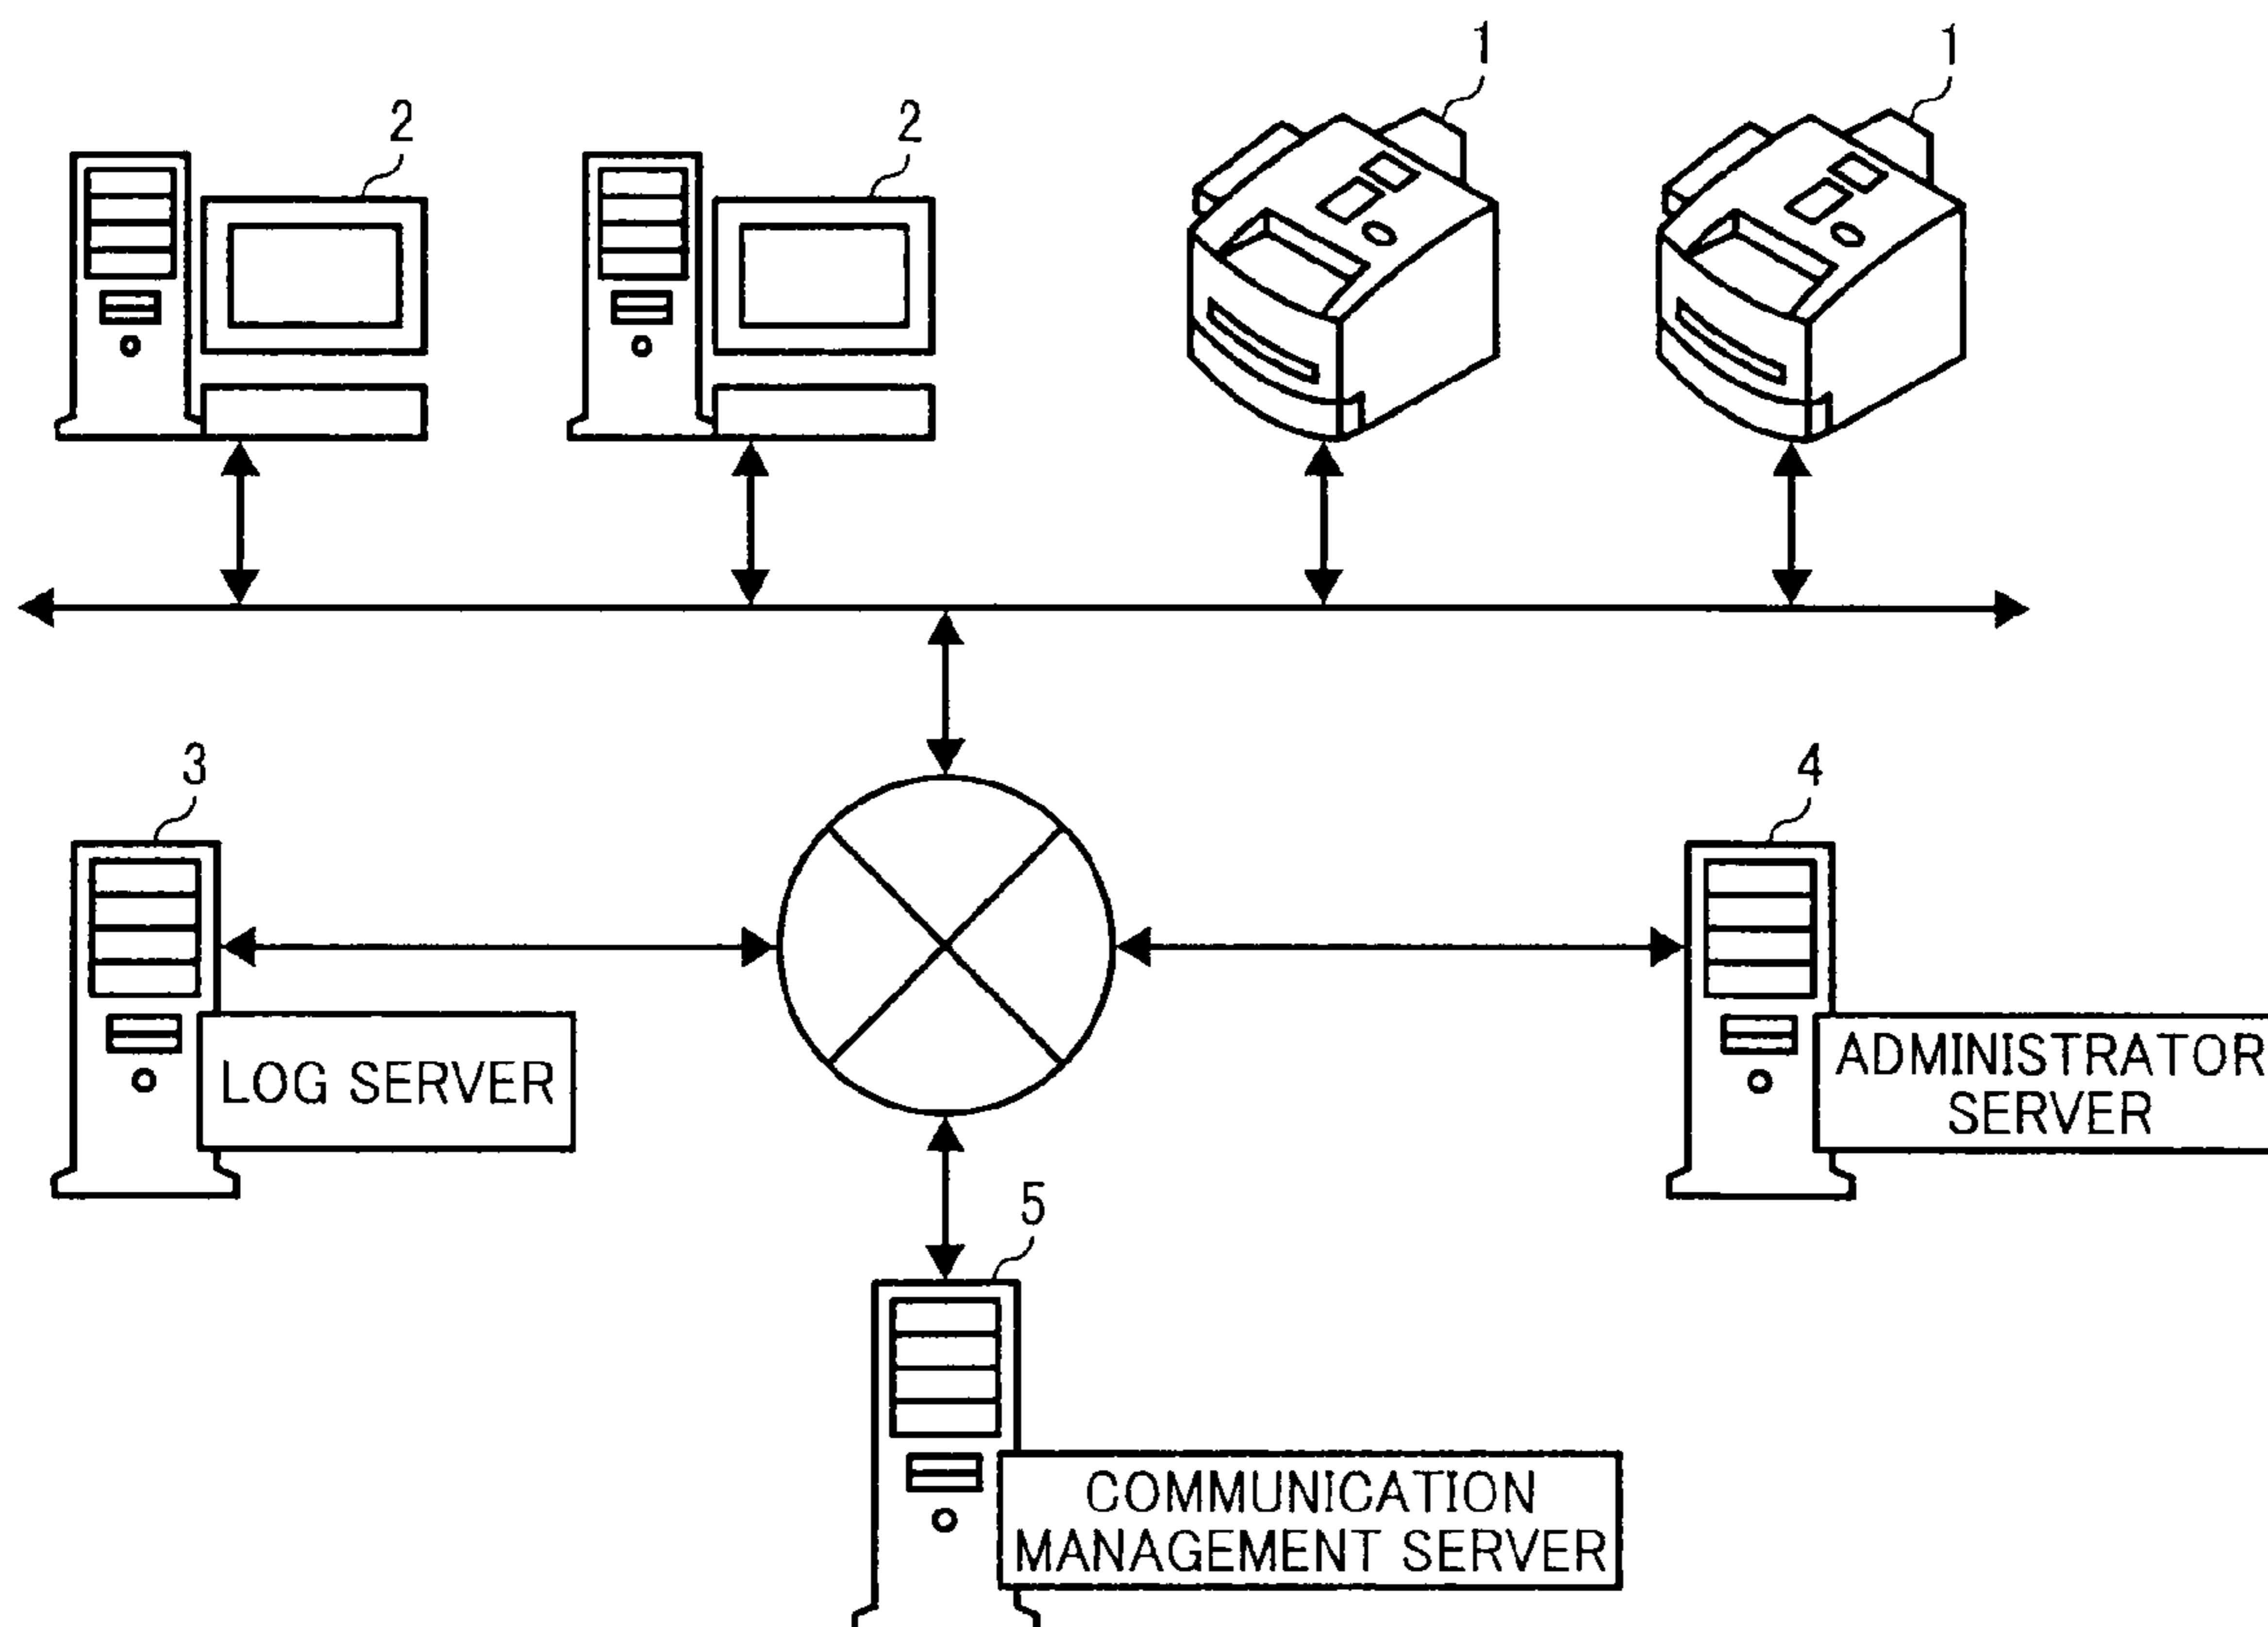 1
1
2
2
3
4
LOG SERVER
ADMINISTRATOR
SERVER
5
COMMUNICATION
MANAGEMENT SERVER